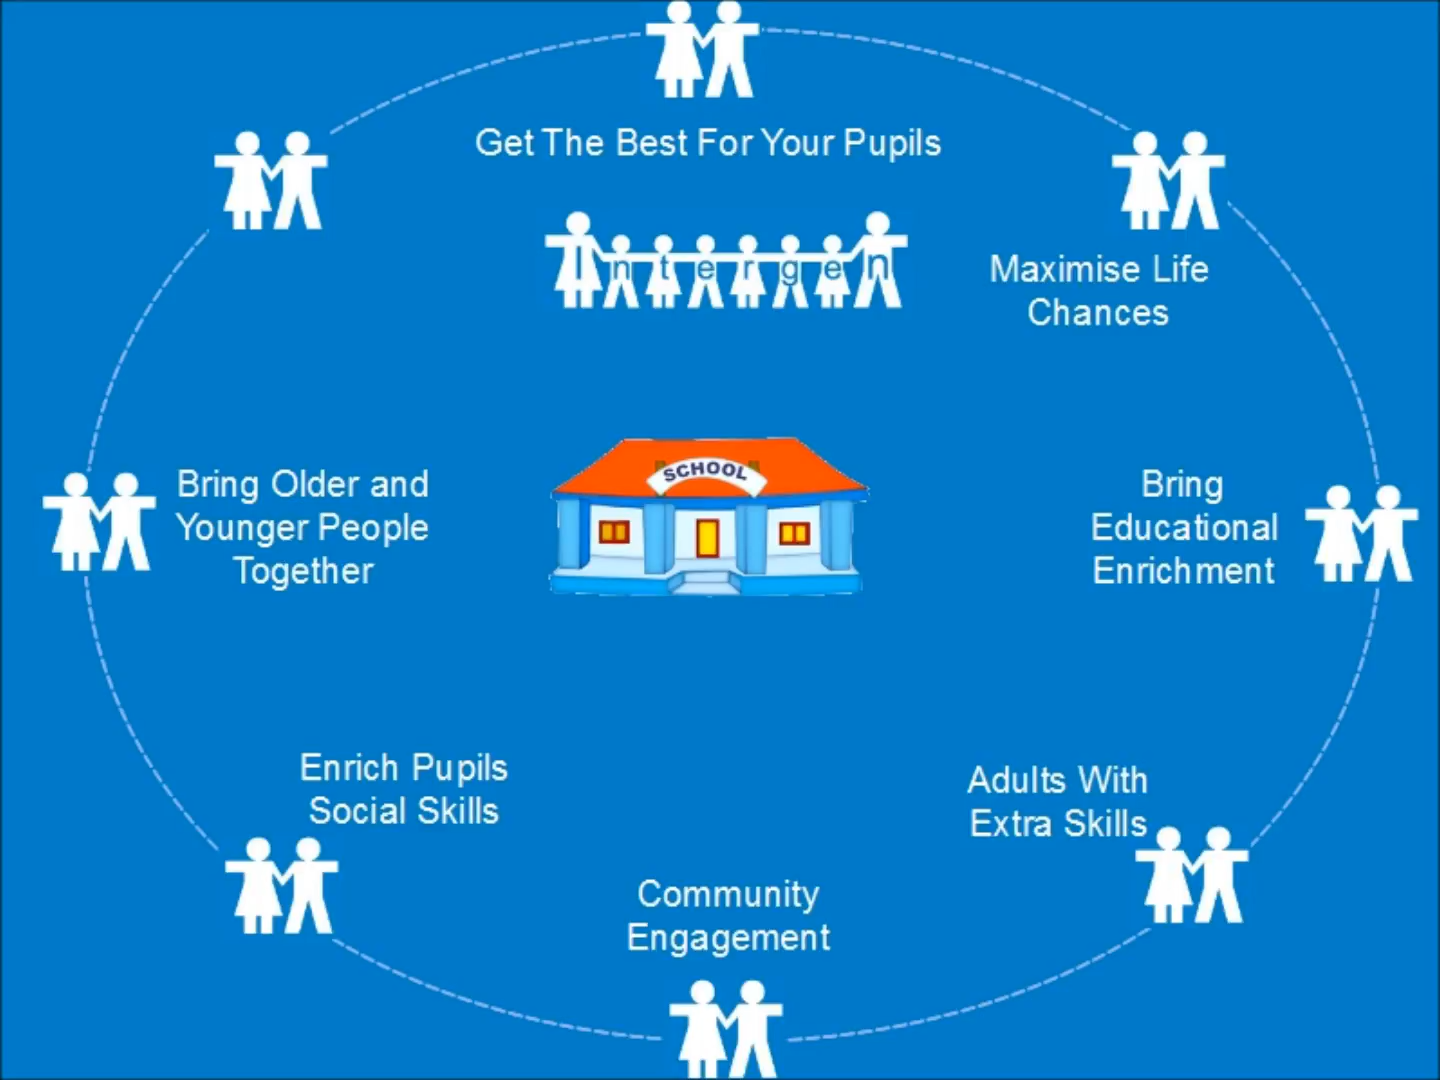 Get The Best For Your Pupils
Intergen
Maximise Life
Chances
SCHOOL
Bring Older and
Younger People
Together
Bring
Educational
Enrichment
Enrich Pupils
Social Skills
Adults With
Extra Skills
Community
Engagement